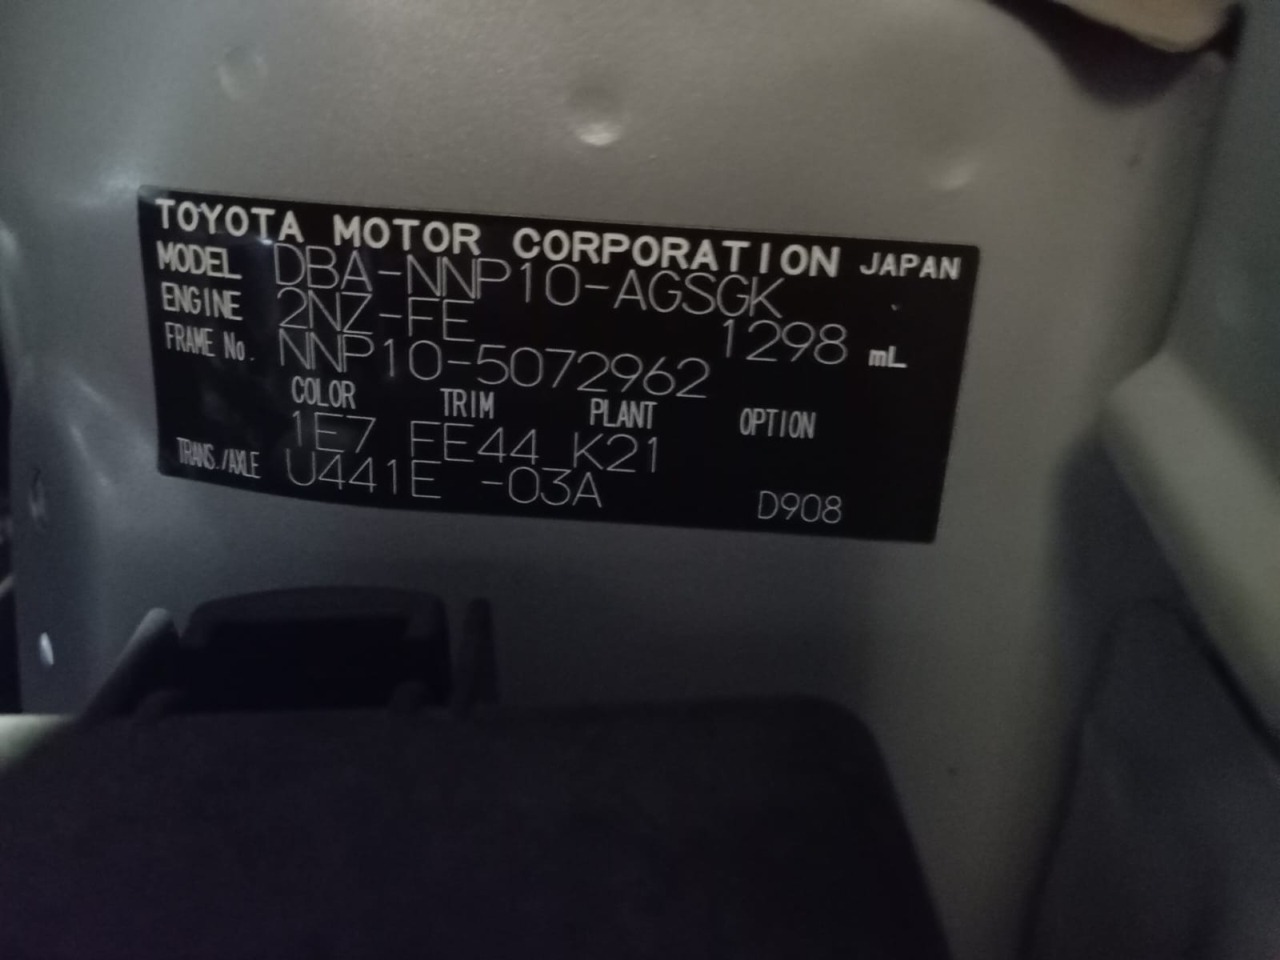 TOYOTA MOTOR CORPORATION JAPAN
MODEL DBA-NNP10-AGSGK
ENGINE 2NZ-FE 1298 mL
FRAME No. NNP10-5072962
COLOR TRIM PLANT OPTION
1E7 FE44 K21
TRANS./AXLE U441E -03A D908